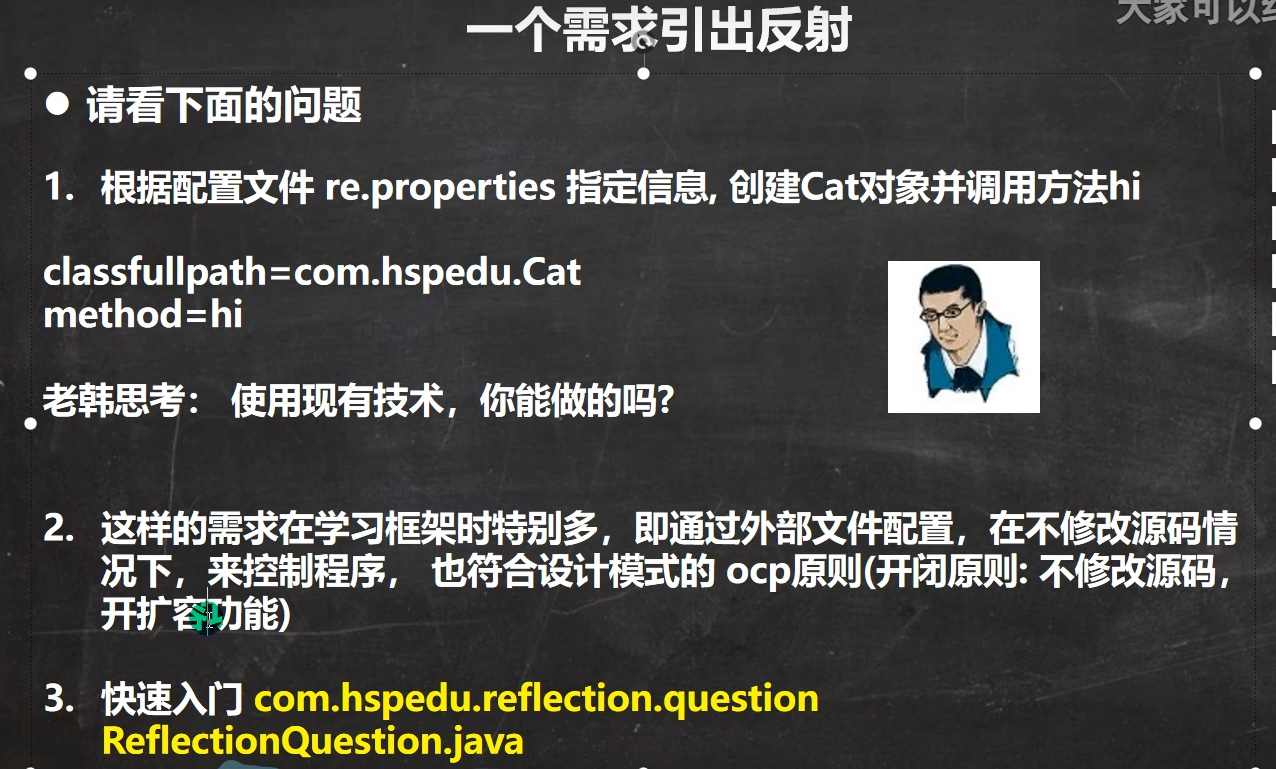 大家可以
一个需求引出反射
● 请看下面的问题
1. 根据配置文件 re.properties 指定信息, 创建Cat对象并调用方法hi
classfullpath=com.hspedu.Cat
method=hi
老韩思考： 使用现有技术，你能做的吗?
2. 这样的需求在学习框架时特别多，即通过外部文件配置，在不修改源码情
况下，来控制程序， 也符合设计模式的 ocp原则(开闭原则: 不修改源码，
开扩容功能)
3. 快速入门 com.hspedu.reflection.question
ReflectionQuestion.java